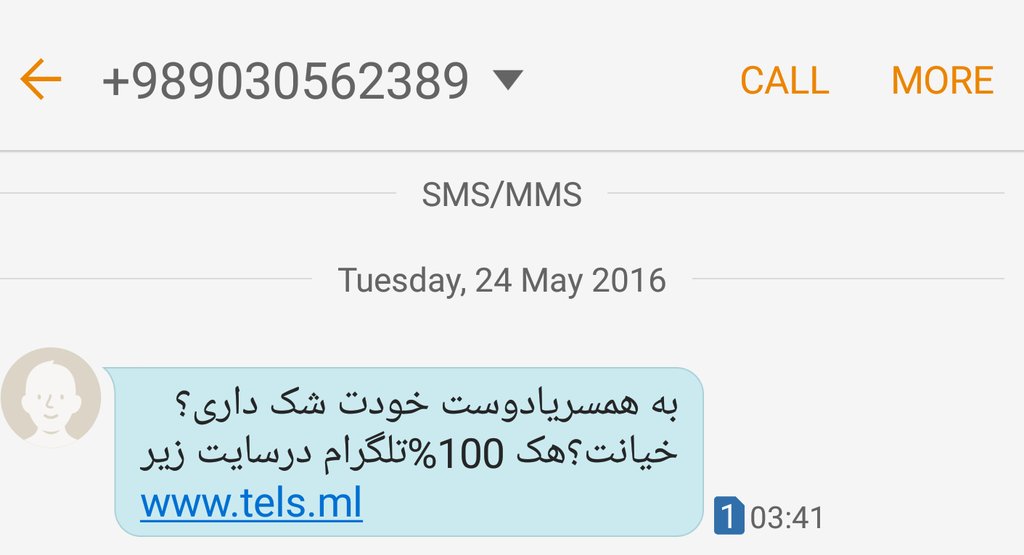 +989030562389
CALL
MORE
SMS/MMS
Tuesday, 24 May 2016
به همسریادوست خودت شک داری؟
خیانت؟هک 100%تلگرام درسایت زیر
www.tels.ml
1 03:41